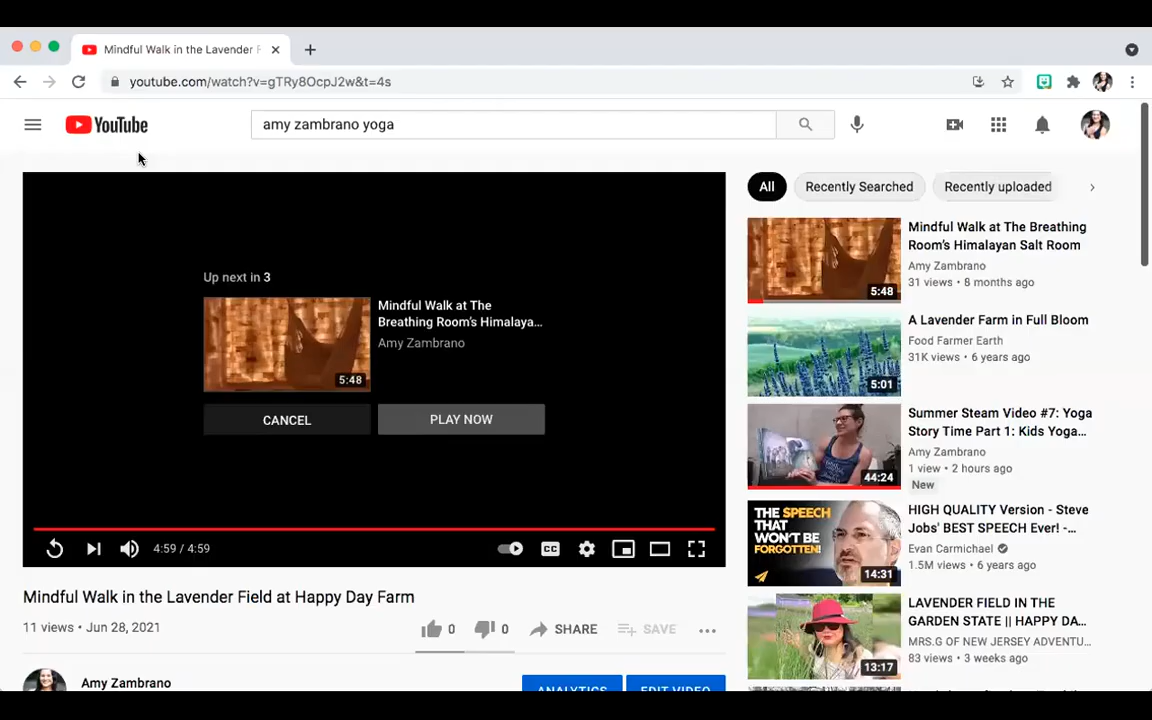 Mindful Walk in the Lavender F
youtube.com/watch?v=gTRy8OcpJ2w&t=4s
YouTube
amy zambrano yoga
Up next in 3
5:48
Mindful Walk at The
Breathing Room's Himalaya...
Amy Zambrano
CANCEL
PLAY NOW
4:59 / 4:59
CC
Mindful Walk in the Lavender Field at Happy Day Farm
11 views • Jun 28, 2021
0
0
SHARE
SAVE
Amy Zambrano
ANALYTICS
EDIT VIDEO
All
Recently Searched
Recently uploaded
5:48
Mindful Walk at The Breathing
Room's Himalayan Salt Room
Amy Zambrano
31 views • 8 months ago
5:01
A Lavender Farm in Full Bloom
Food Farmer Earth
31K views • 6 years ago
44:24
Summer Steam Video #7: Yoga
Story Time Part 1: Kids Yoga...
Amy Zambrano
1 view • 2 hours ago
New
THE SPEECH
THAT
WON'T BE
FORGOTTEN!
14:31
HIGH QUALITY Version - Steve
Jobs' BEST SPEECH Ever! -...
Evan Carmichael
1.5M views • 6 years ago
13:17
LAVENDER FIELD IN THE
GARDEN STATE || HAPPY DA...
MRS.G OF NEW JERSEY ADVENTU...
83 views • 3 weeks ago